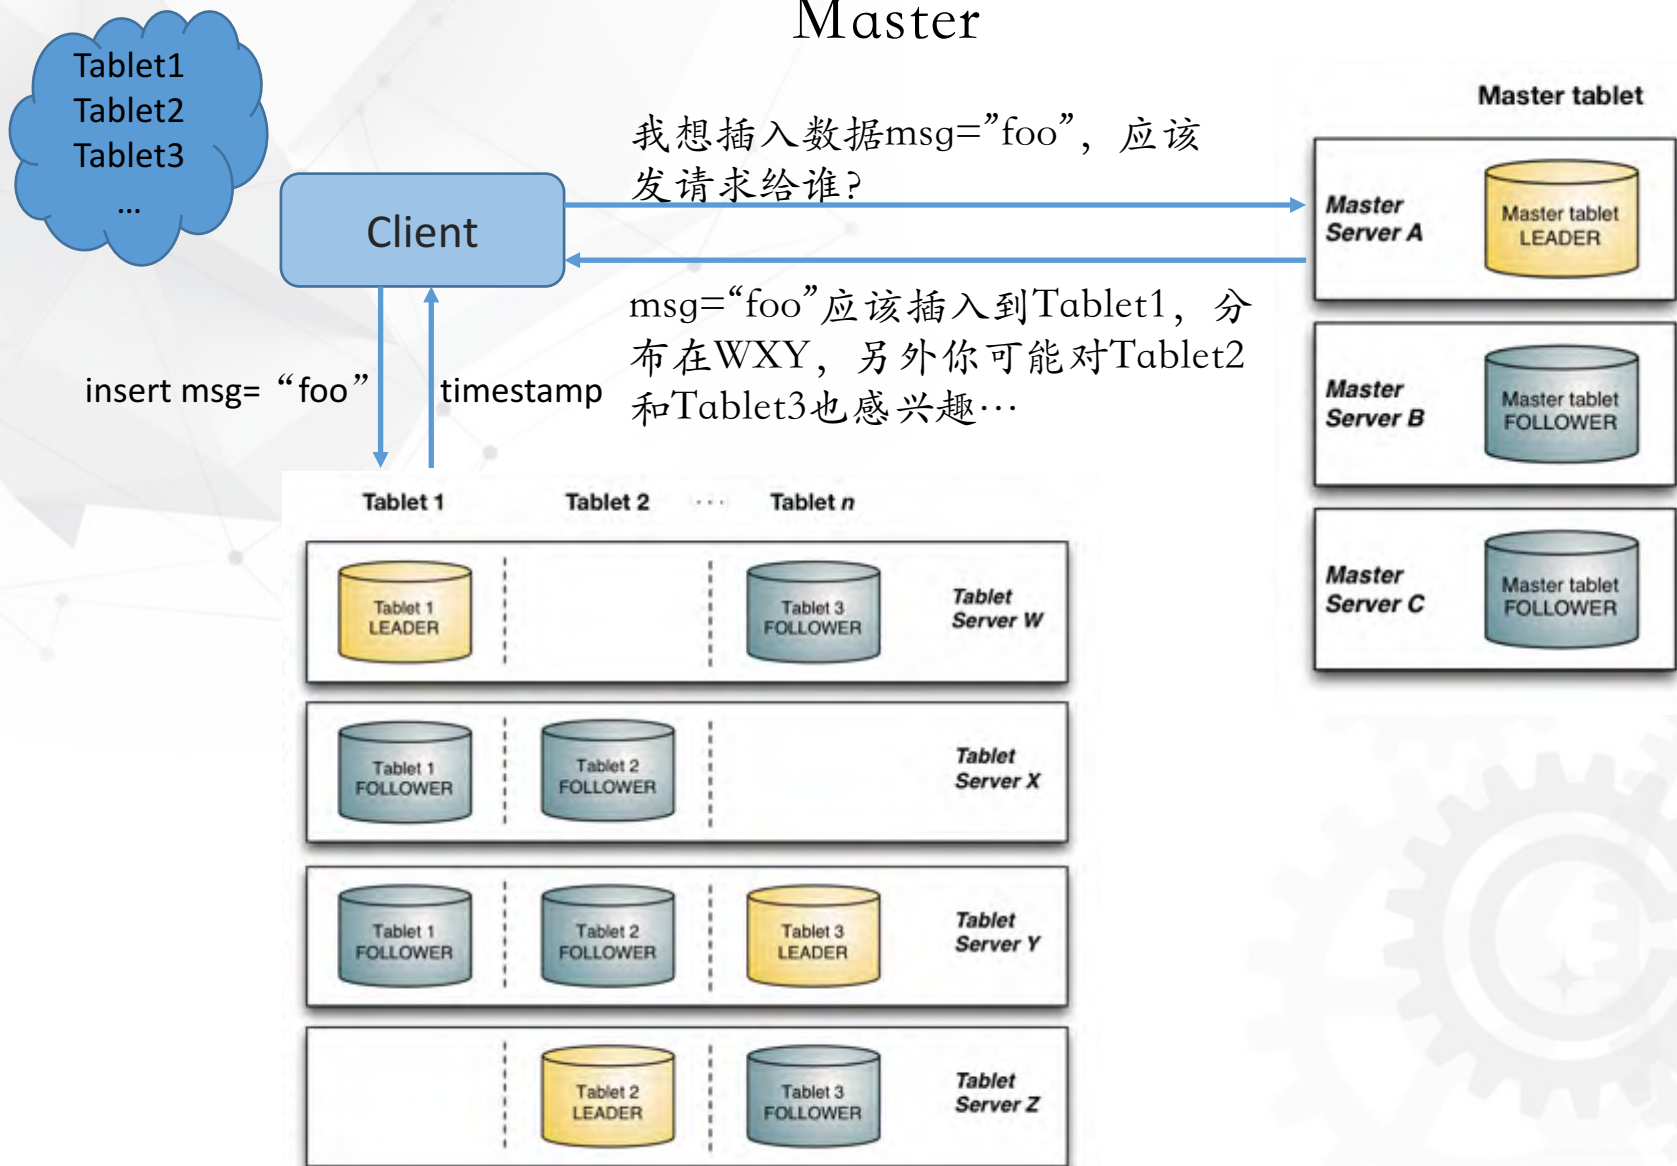 Master
Tablet1
Tablet2
Tablet3
…
Client
我想插入数据msg=”foo”，应该
发请求给谁？
msg=“foo”应该插入到Tablet1，分
布在WXY，另外你可能对Tablet2
和Tablet3也感兴趣…
insert msg= “foo”
timestamp
Master tablet
Master
Server A
Master tablet
LEADER
Master
Server B
Master tablet
FOLLOWER
Master
Server C
Master tablet
FOLLOWER
Tablet 1
Tablet 2
...
Tablet n
Tablet 1
LEADER
Tablet 3
FOLLOWER
Tablet
Server W
Tablet 1
FOLLOWER
Tablet 2
FOLLOWER
Tablet
Server X
Tablet 1
FOLLOWER
Tablet 2
FOLLOWER
Tablet 3
LEADER
Tablet
Server Y
Tablet 2
LEADER
Tablet 3
FOLLOWER
Tablet
Server Z